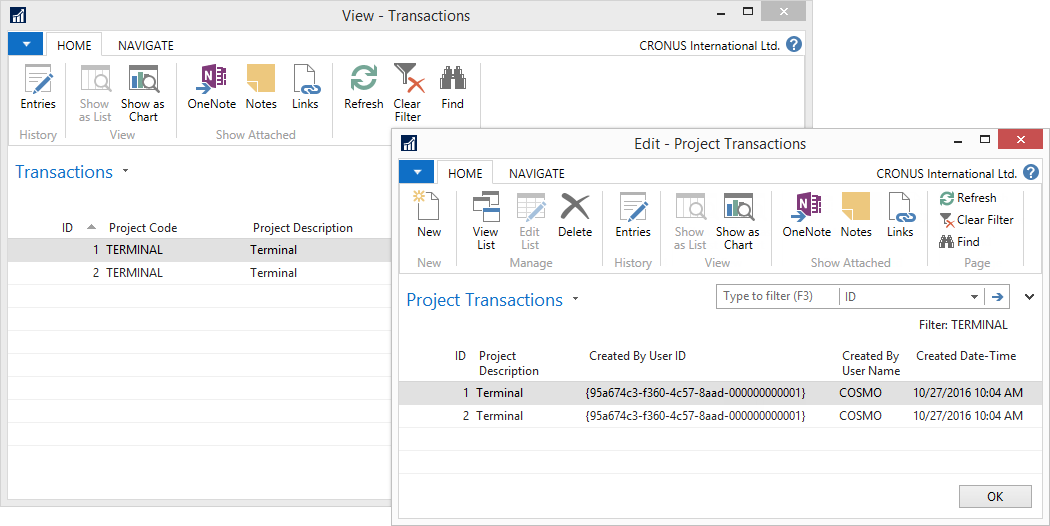 View - Transactions
HOME NAVIGATE CRONUS International Ltd. ?
Entries Show as List Show as Chart OneNote Notes Links Refresh Clear Filter Find
History View Show Attached
Transactions
ID Project Code Project Description
1 TERMINAL Terminal
2 TERMINAL Terminal
Edit - Project Transactions
HOME NAVIGATE CRONUS International Ltd. ?
New View List Edit List Delete Entries Show as List Show as Chart OneNote Notes Links
Refresh
Clear Filter
Find
New Manage History View Show Attached Page
Project Transactions Type to filter (F3) ID
Filter: TERMINAL
ID Project Description Created By User ID Created By User Name Created Date-Time
1 Terminal {95a674c3-f360-4c57-8aad-000000000001} COSMO 10/27/2016 10:04 AM
2 Terminal {95a674c3-f360-4c57-8aad-000000000001} COSMO 10/27/2016 10:04 AM
OK